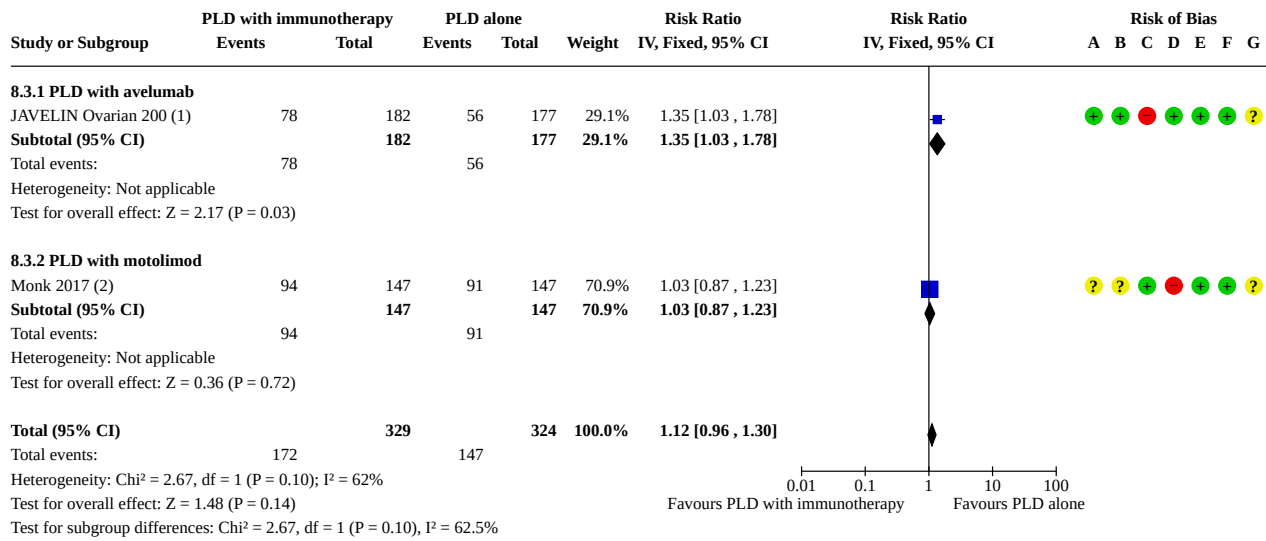 PLD with immunotherapy PLD alone Risk Ratio Risk Ratio Risk of Bias
Study or Subgroup Events Total Events Total Weight IV, Fixed, 95% CI IV, Fixed, 95% CI A B C D E F G
8.3.1 PLD with avelumab
JAVELIN Ovarian 200 (1) 78 182 56 177 29.1% 1.35 [1.03 , 1.78] + + − + + + ?
Subtotal (95% CI) 182 177 29.1% 1.35 [1.03 , 1.78]
Total events: 78 56
Heterogeneity: Not applicable
Test for overall effect: Z = 2.17 (P = 0.03)
8.3.2 PLD with motolimod
Monk 2017 (2) 94 147 91 147 70.9% 1.03 [0.87 , 1.23] ? ? + − + + ?
Subtotal (95% CI) 147 147 70.9% 1.03 [0.87 , 1.23]
Total events: 94 91
Heterogeneity: Not applicable
Test for overall effect: Z = 0.36 (P = 0.72)
Total (95% CI) 329 324 100.0% 1.12 [0.96 , 1.30]
Total events: 172 147
Heterogeneity: Chi² = 2.67, df = 1 (P = 0.10); I² = 62%
0.01 0.1 1 10 100
Test for overall effect: Z = 1.48 (P = 0.14) Favours PLD with immunotherapy Favours PLD alone
Test for subgroup differences: Chi² = 2.67, df = 1 (P = 0.10), I² = 62.5%